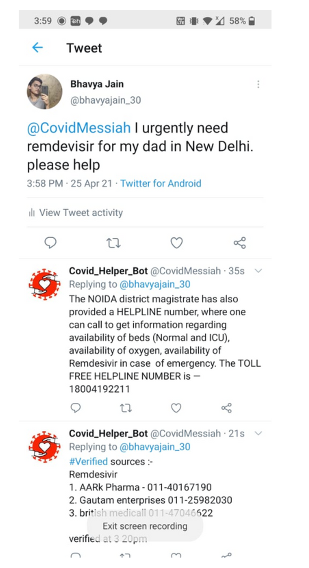 3:59 58%
Tweet
Bhavya Jain
@bhavyajain_30
@CovidMessiah I urgently need
remdevisir for my dad in New Delhi.
please help
3:58 PM · 25 Apr 21 · Twitter for Android
View Tweet activity
Covid_Helper_Bot @CovidMessiah · 35s
Replying to @bhavyajain_30
The NOIDA district magistrate has also
provided a HELPLINE number, where one
can call to get information regarding
availability of beds (Normal and ICU),
availability of oxygen, availability of
Remdesivir in case of emergency. The TOLL
FREE HELPLINE NUMBER is —
18004192211
Covid_Helper_Bot @CovidMessiah · 21s
Replying to @bhavyajain_30
#Verified sources :-
Remdesivir
1. AARk Pharma - 011-40167190
2. Gautam enterprises 011-25982030
3. british medicall 011-47046622
Exit screen recording
verified at 3 20pm